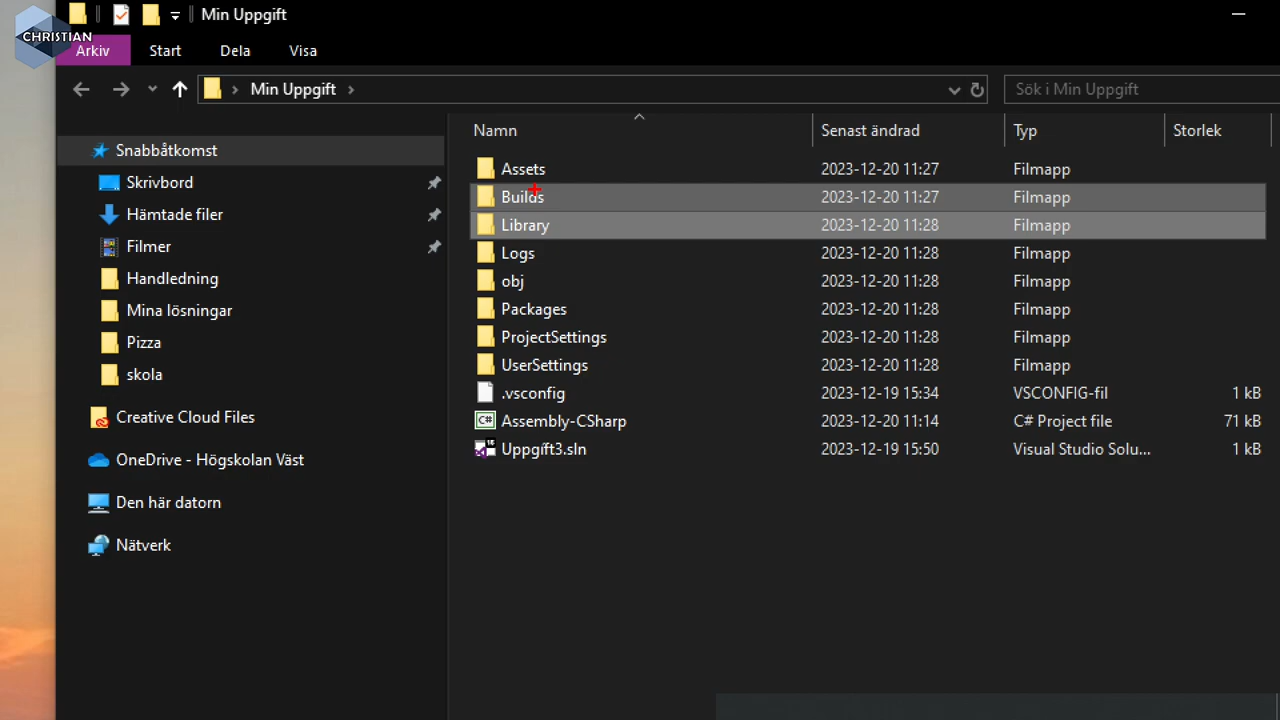 Min Uppgift
CHRISTIAN
Arkiv Start Dela Visa
Min Uppgift
Sök i Min Uppgift
Namn Senast ändrad Typ Storlek
Snabbåtkomst
Skrivbord
Hämtade filer
Filmer
Handledning
Mina lösningar
Pizza
skola
Creative Cloud Files
OneDrive - Högskolan Väst
Den här datorn
Nätverk
Assets 2023-12-20 11:27 Filmapp
Builds 2023-12-20 11:27 Filmapp
Library 2023-12-20 11:28 Filmapp
Logs 2023-12-20 11:28 Filmapp
obj 2023-12-20 11:28 Filmapp
Packages 2023-12-20 11:28 Filmapp
ProjectSettings 2023-12-20 11:28 Filmapp
UserSettings 2023-12-20 11:28 Filmapp
.vsconfig 2023-12-19 15:34 VSCONFIG-fil 1 kB
Assembly-CSharp 2023-12-20 11:14 C# Project file 71 kB
Uppgift3.sln 2023-12-19 15:50 Visual Studio Solu... 1 kB